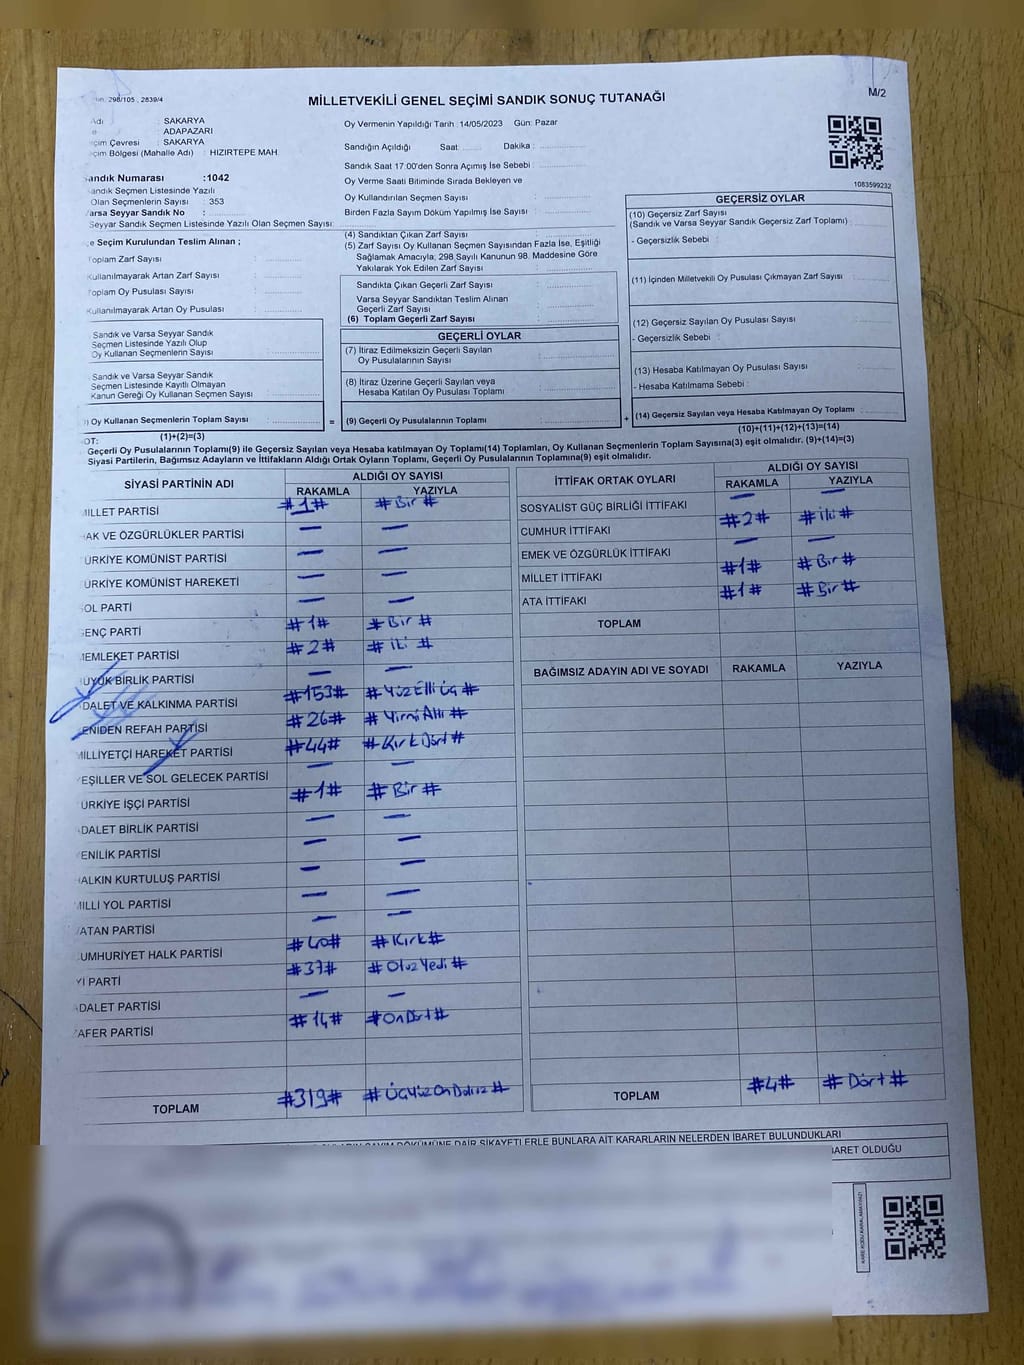 298/105 , 2839/4
MİLLETVEKİLİ GENEL SEÇİMİ SANDIK SONUÇ TUTANAĞI
M/2
SAKARYA
ADAPAZARI
SAKARYA
Bölgesi (Mahalle Adı) : HIZIRTEPE MAH.
andık Numarası :1042
andık Seçmen Listesinde Yazılı
Olan Seçmenlerin Sayısı : 353
arsa Seyyar Sandık No :
Seyyar Sandık Seçmen Listesinde Yazılı Olan Seçmen Sayısı:
Oy Vermenin Yapıldığı Tarih :14/05/2023 Gün: Pazar
Sandığın Açıldığı Saat: Dakika :
Sandık Saat 17.00'den Sonra Açılmış İse Sebebi :
Oy Verme Saati Bitiminde Sırada Bekleyen ve
Oy Kullandırılan Seçmen Sayısı :
Birden Fazla Sayım Döküm Yapılmış İse Sayısı :
1083599232
e Seçim Kurulundan Teslim Alınan ;
Toplam Zarf Sayısı :
Kullanılmayarak Artan Zarf Sayısı :
Toplam Oy Pusulası Sayısı :
Kullanılmayarak Artan Oy Pusulası :
Sandık ve Varsa Seyyar Sandık
Seçmen Listesinde Yazılı Olup
Oy Kullanan Seçmenlerin Sayısı :
Sandık ve Varsa Seyyar Sandık
Seçmen Listesinde Kayıtlı Olmayan
Kanun Gereği Oy Kullanan Seçmen Sayısı :
) Oy Kullanan Seçmenlerin Toplam Sayısı :
(1)+(2)=(3)
(4) Sandıktan Çıkan Zarf Sayısı :
(5) Zarf Sayısı Oy Kullanan Seçmen Sayısından Fazla İse, Eşitliği
Sağlamak Amacıyla; 298 Sayılı Kanunun 98. Maddesine Göre
Yakılarak Yok Edilen Zarf Sayısı :
Sandıkta Çıkan Geçerli Zarf Sayısı :
Varsa Seyyar Sandıktan Teslim Alınan
Geçerli Zarf Sayısı :
(6) Toplam Geçerli Zarf Sayısı :
GEÇERLİ OYLAR
(7) İtiraz Edilmeksizin Geçerli Sayılan
Oy Pusulalarının Sayısı :
(8) İtiraz Üzerine Geçerli Sayılan veya
Hesaba Katılan Oy Pusulası Toplamı :
= (9) Geçerli Oy Pusulalarının Toplamı :
GEÇERSİZ OYLAR
(10) Geçersiz Zarf Sayısı
(Sandık ve Varsa Seyyar Sandık Geçersiz Zarf Toplamı) :
- Geçersizlik Sebebi :
(11) İçinden Milletvekili Oy Pusulası Çıkmayan Zarf Sayısı :
(12) Geçersiz Sayılan Oy Pusulası Sayısı :
- Geçersizlik Sebebi :
(13) Hesaba Katılmayan Oy Pusulası Sayısı :
- Hesaba Katılmama Sebebi :
+ (14) Geçersiz Sayılan veya Hesaba Katılmayan Oy Toplamı :
(10)+(11)+(12)+(13)=(14)
OT:
Geçerli Oy Pusulalarının Toplamı(9) ile Geçersiz Sayılan veya Hesaba katılmayan Oy Toplamı(14) Toplamları, Oy Kullanan Seçmenlerin Toplam Sayısına(3) eşit olmalıdır. (9)+(14)=(3)
Siyasi Partilerin, Bağımsız Adayların ve İttifakların Aldığı Ortak Oyların Toplamı, Geçerli Oy Pusulalarının Toplamına(9) eşit olmalıdır.
SİYASİ PARTİNİN ADI ALDIĞI OY SAYISI
RAKAMLA YAZIYLA
MİLLET PARTİSİ #1# #Bir#
AK VE ÖZGÜRLÜKLER PARTİSİ — —
ÜRKİYE KOMÜNİST PARTİSİ — —
ÜRKİYE KOMÜNİST HAREKETİ — —
OL PARTİ — —
ENÇ PARTİ #1# #Bir#
MEMLEKET PARTİSİ #2# #iki#
ÜYÜK BİRLİK PARTİSİ — —
DALET VE KALKINMA PARTİSİ #153# #YüzElliÜç#
ENİDEN REFAH PARTİSİ #26# #YirmiAltı#
MİLLİYETÇİ HAREKET PARTİSİ #44# #KırkDört#
EŞİLLER VE SOL GELECEK PARTİSİ — —
ÜRKİYE İŞÇİ PARTİSİ #1# #Bir#
DALET BİRLİK PARTİSİ — —
ENİLİK PARTİSİ — —
ALKIN KURTULUŞ PARTİSİ — —
MİLLİ YOL PARTİSİ — —
ATAN PARTİSİ — —
UMHURİYET HALK PARTİSİ #40# #Kırk#
Yİ PARTİ #37# #OtuzYedi#
DALET PARTİSİ — —
AFER PARTİSİ #14# #OnDört#
TOPLAM #319# #ÜçYüzOnDokuz#
İTTİFAK ORTAK OYLARI ALDIĞI OY SAYISI
RAKAMLA YAZIYLA
SOSYALİST GÜÇ BİRLİĞİ İTTİFAKI — —
CUMHUR İTTİFAKI #2# #iki#
EMEK VE ÖZGÜRLÜK İTTİFAKI — —
MİLLET İTTİFAKI #1# #Bir#
ATA İTTİFAKI #1# #Bir#
TOPLAM
BAĞIMSIZ ADAYIN ADI VE SOYADI RAKAMLA YAZIYLA
TOPLAM #4# #Dört#
SAYIM DÖKÜMÜNE DAİR ŞİKAYETLERLE BUNLARA AİT KARARLARIN NELERDEN İBARET BULUNDUKLARI
İBARET OLDUĞU